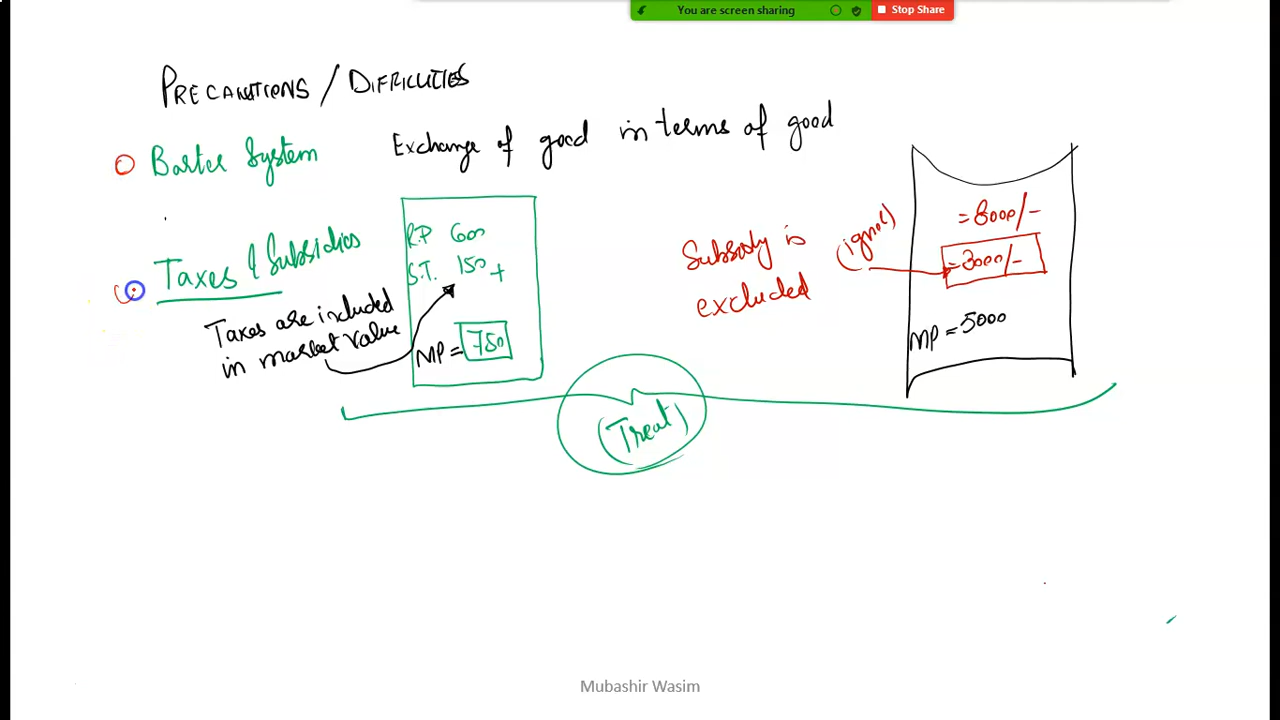 You are screen sharing
Stop Share
PRECAUTIONS / DIFFICULTIES
Barter System
Exchange of good in terms of good
Taxes & Subsidies
Taxes are included
in market value
R.P 600
S.T. 150 +
MP = 750
Subsidy is
excluded
(ignor)
= 8000/-
= 3000/-
MP = 5000
(Treat)
Mubashir Wasim